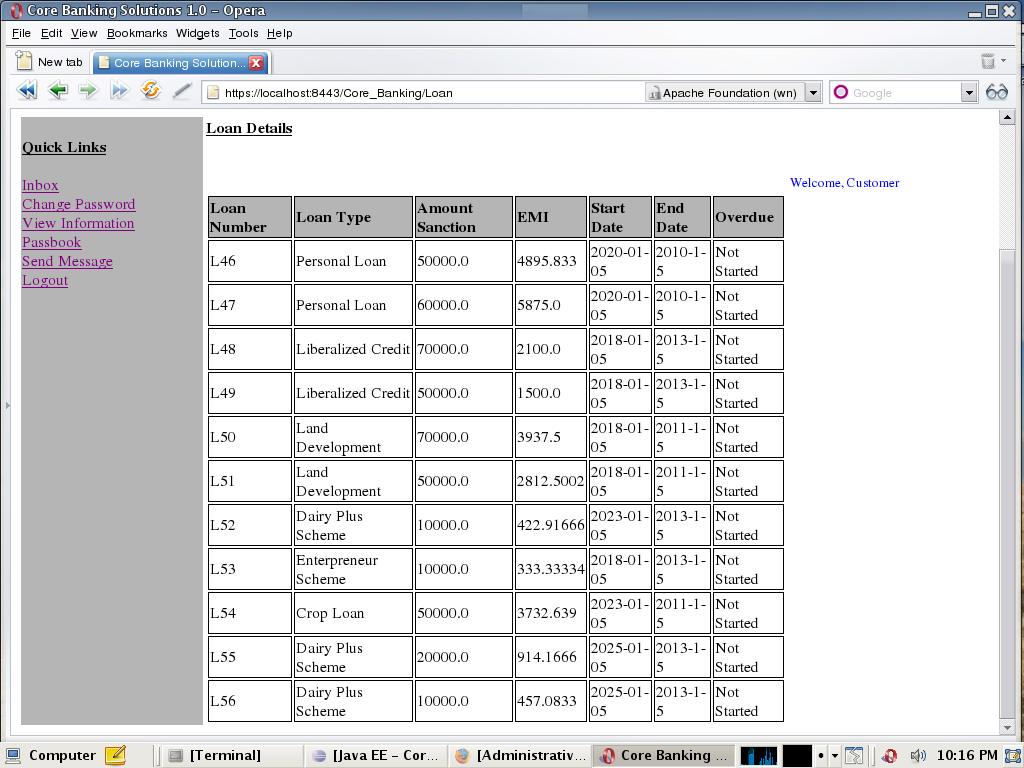 Core Banking Solutions 1.0 – Opera
File Edit View Bookmarks Widgets Tools Help
New tab Core Banking Solution...
https://localhost:8443/Core_Banking/Loan Apache Foundation (wn) Google
Loan Details
Quick Links
Inbox
Change Password
View Information
Passbook
Send Message
Logout
Welcome, Customer
Loan Number Loan Type Amount Sanction EMI Start Date End Date Overdue
L46 Personal Loan 50000.0 4895.833 2020-01-05 2010-1-5 Not Started
L47 Personal Loan 60000.0 5875.0 2020-01-05 2010-1-5 Not Started
L48 Liberalized Credit 70000.0 2100.0 2018-01-05 2013-1-5 Not Started
L49 Liberalized Credit 50000.0 1500.0 2018-01-05 2013-1-5 Not Started
L50 Land Development 70000.0 3937.5 2018-01-05 2011-1-5 Not Started
L51 Land Development 50000.0 2812.5002 2018-01-05 2011-1-5 Not Started
L52 Dairy Plus Scheme 10000.0 422.91666 2023-01-05 2013-1-5 Not Started
L53 Enterpreneur Scheme 10000.0 333.33334 2018-01-05 2013-1-5 Not Started
L54 Crop Loan 50000.0 3732.639 2023-01-05 2011-1-5 Not Started
L55 Dairy Plus Scheme 20000.0 914.1666 2025-01-05 2013-1-5 Not Started
L56 Dairy Plus Scheme 10000.0 457.0833 2025-01-05 2013-1-5 Not Started
Computer [Terminal] [Java EE – Cor... [Administrativ... Core Banking ... 10:16 PM